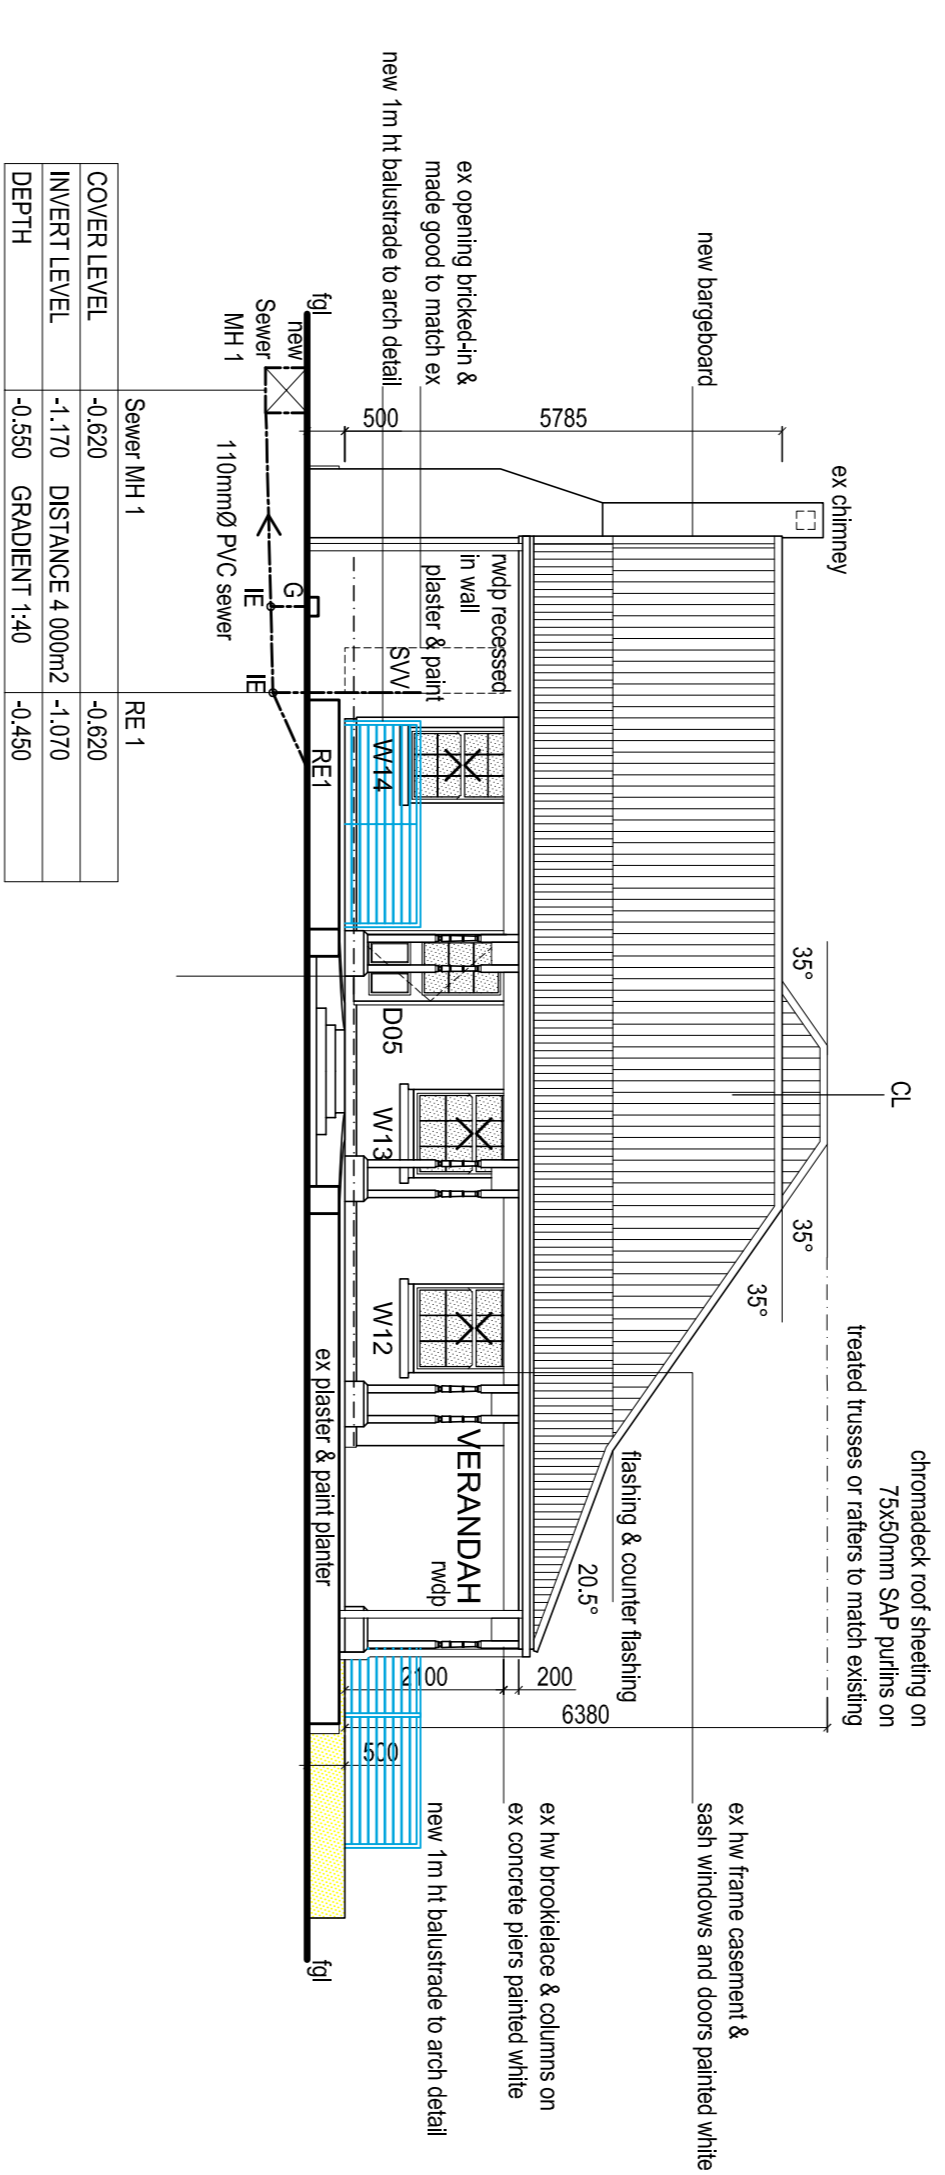 chromadeck roof sheeting on
75x50mm SAP purlins on
treated trusses or rafters to match existing
CL
35°
35°
35°
ex chimney
new bargeboard
flashing & counter flashing
20.5°
ex hw frame casement &
sash windows and doors painted white
5785
6380
200
2100
500
500
ex opening bricked-in &
made good to match ex
new 1m ht balustrade to arch detail
rwdp recessed
in wall
plaster & paint
SVV
W14
D05
W13
W12
VERANDAH
rwdp
ex hw brookielace & columns on
ex concrete piers painted white
new 1m ht balustrade to arch detail
fgl
fgl
new
Sewer
MH 1
G
IE
IE
RE1
110mmØ PVC sewer
ex plaster & paint planter
Sewer MH 1
RE 1
COVER LEVEL -0.620 -0.620
INVERT LEVEL -1.170 DISTANCE 4 000m2 -1.070
DEPTH -0.550 GRADIENT 1:40 -0.450